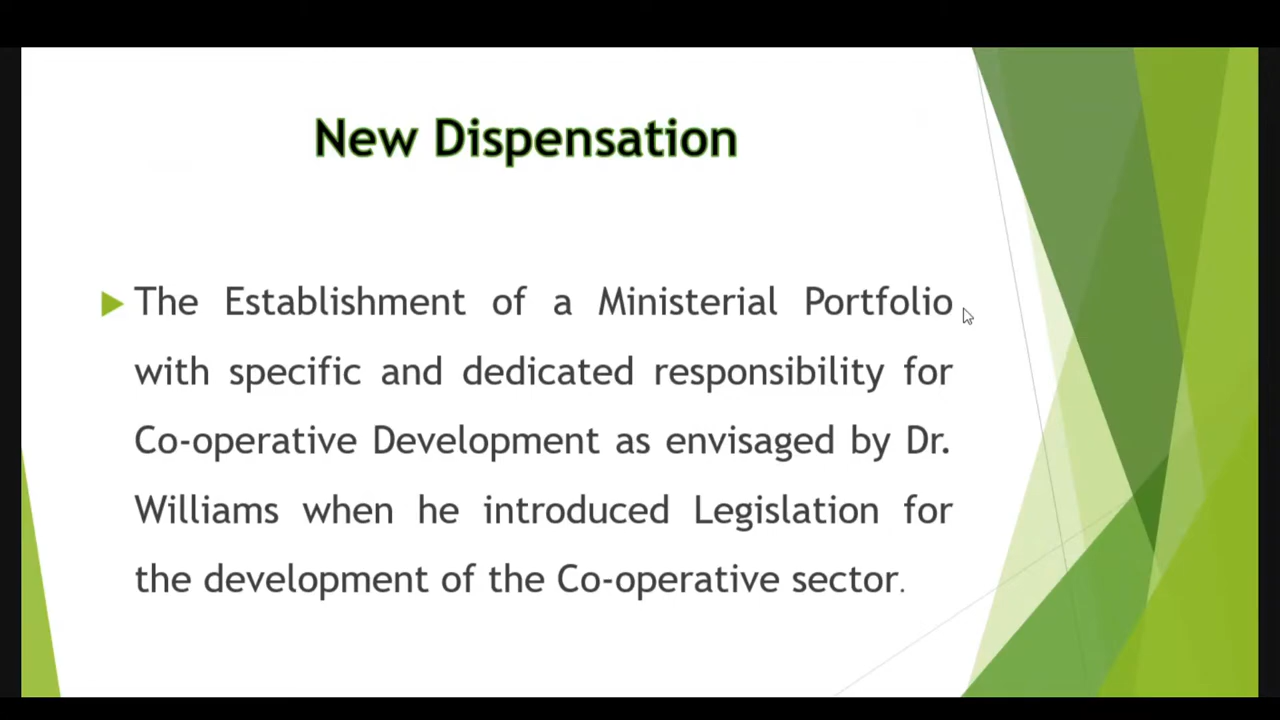 New Dispensation
The Establishment of a Ministerial Portfolio
with specific and dedicated responsibility for
Co-operative Development as envisaged by Dr.
Williams when he introduced Legislation for
the development of the Co-operative sector.